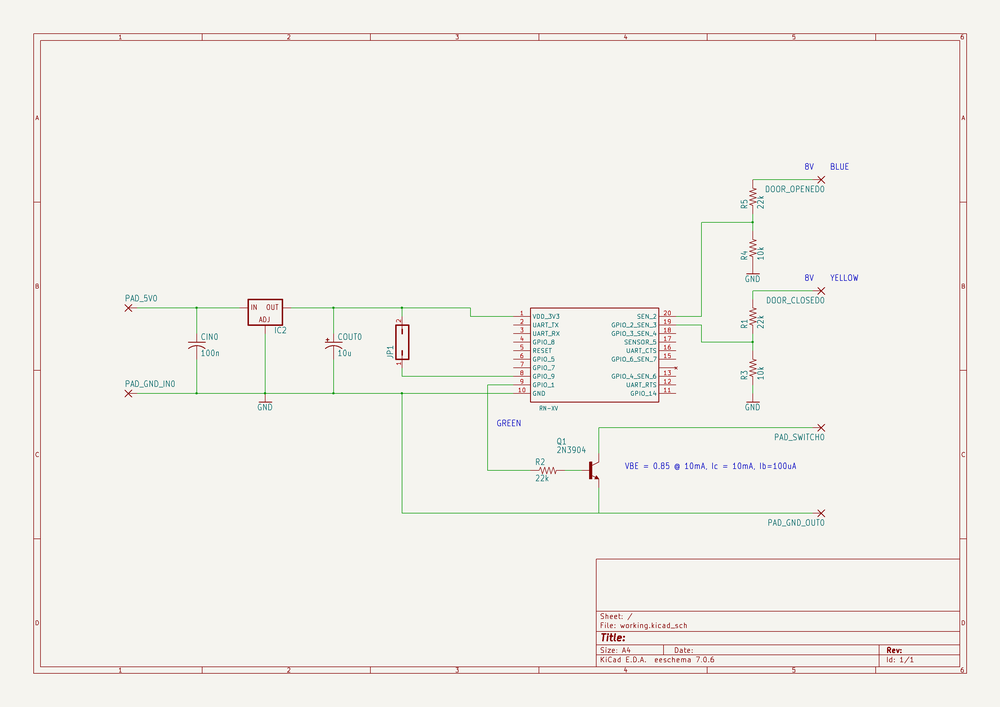 1 2 3 4 5 6
A A
8V BLUE
DOOR_OPENED0
R5 22k
R4 10k
GND
B B
8V YELLOW
DOOR_CLOSED0
R1 22k
R3 10k
GND
PAD_5V0
IN OUT
ADJ
IC2
CIN0
100n
COUT0
10u
+
JP1
2
1
PAD_GND_IN0
GND
1 VDD_3V3
2 UART_TX
3 UART_RX
4 GPIO_8
5 RESET
6 GPIO_5
7 GPIO_7
8 GPIO_9
9 GPIO_1
10 GND
SEN_2 20
GPIO_2_SEN_3 19
GPIO_3_SEN_4 18
SENSOR_5 17
UART_CTS 16
GPIO_6_SEN_7 15
GPIO_4_SEN_6 13
UART_RTS 12
GPIO_14 11
RN-XV
GREEN
PAD_SWITCH0
Q1
2N3904
R2
22k
VBE = 0.85 @ 10mA, Ic = 10mA, Ib=100uA
C C
PAD_GND_OUT0
D D
Sheet: /
File: working.kicad_sch
Title:
Size: A4 Date: Rev:
KiCad E.D.A. eeschema 7.0.6 Id: 1/1
1 2 3 4 5 6